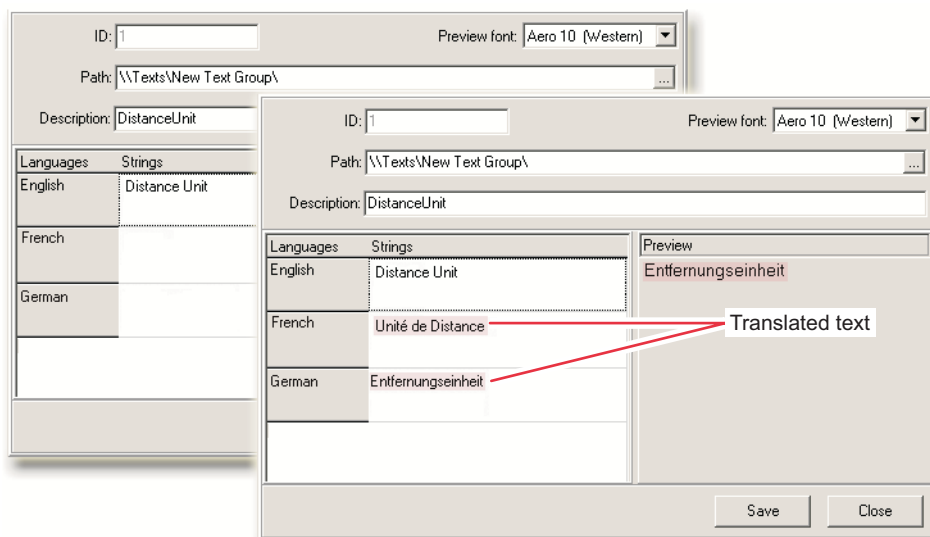 ID: 1 Preview font: Aero 10 (Western)
Path: \\Texts\New Text Group\ ...
Description: DistanceUnit
Languages Strings
English Distance Unit
French
German
ID: 1 Preview font: Aero 10 (Western)
Path: \\Texts\New Text Group\ ...
Description: DistanceUnit
Languages Strings Preview
English Distance Unit Entfernungseinheit
French Unité de Distance Translated text
German Entfernungseinheit
Save Close